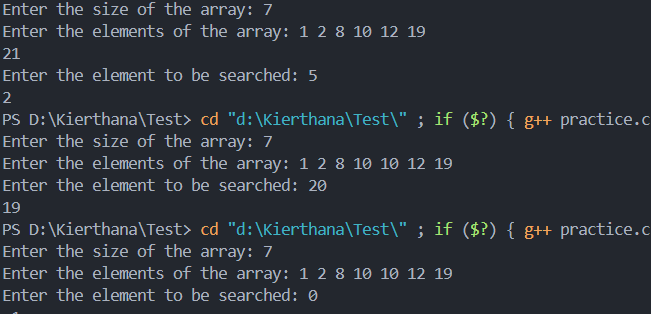 Enter the size of the array: 7
Enter the elements of the array: 1 2 8 10 12 19
21
Enter the element to be searched: 5
2
PS D:\Kierthana\Test> cd "d:\Kierthana\Test\" ; if ($?) { g++ practice.c
Enter the size of the array: 7
Enter the elements of the array: 1 2 8 10 10 12 19
Enter the element to be searched: 20
19
PS D:\Kierthana\Test> cd "d:\Kierthana\Test\" ; if ($?) { g++ practice.c
Enter the size of the array: 7
Enter the elements of the array: 1 2 8 10 10 12 19
Enter the element to be searched: 0